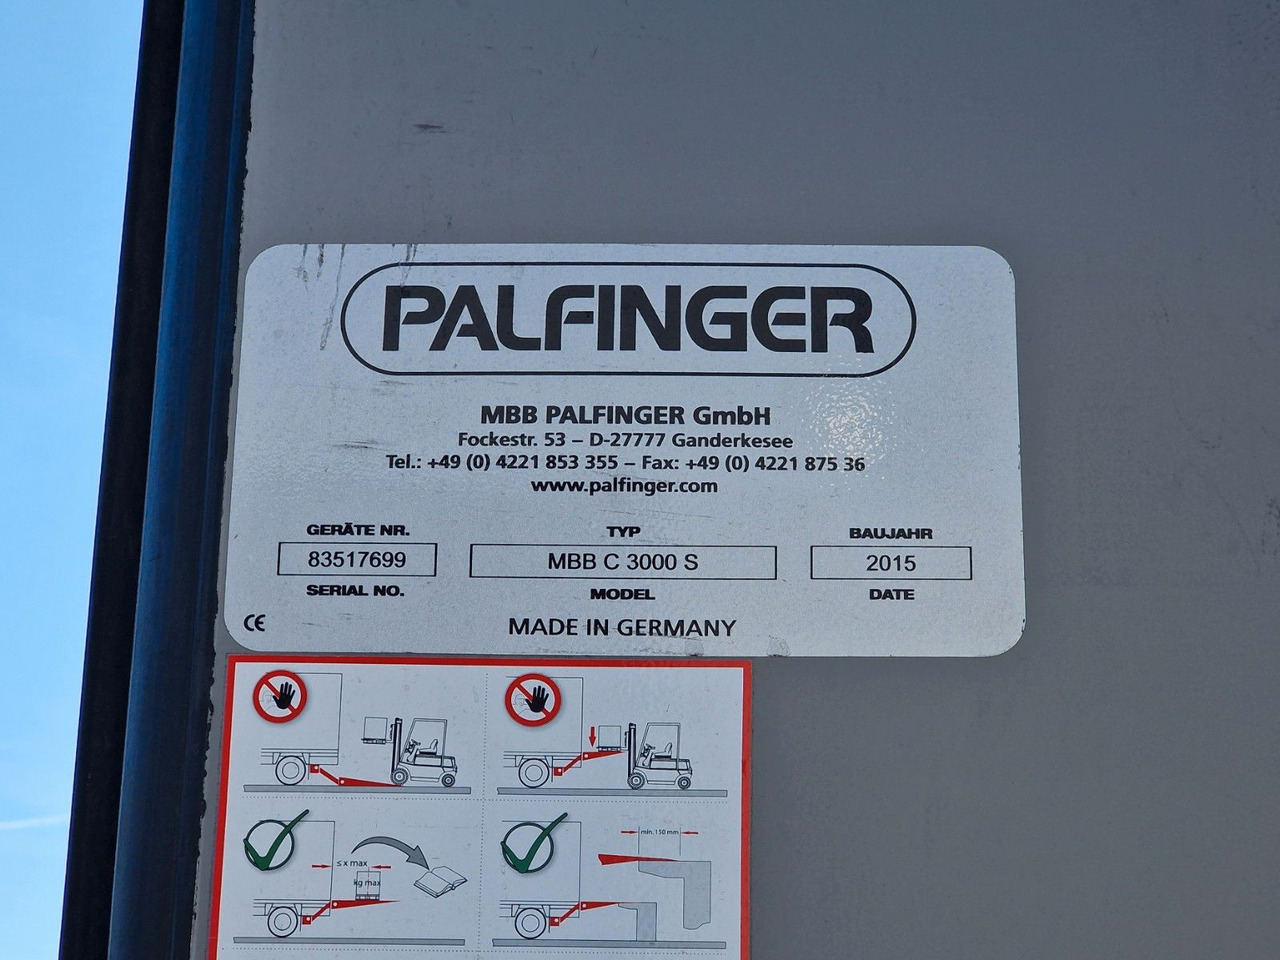 PALFINGER
MBB PALFINGER GmbH
Fockestr. 53 – D-27777 Ganderkesee
Tel.: +49 (0) 4221 853 355 – Fax: +49 (0) 4221 875 36
www.palfinger.com
GERÄTE NR. TYP BAUJAHR
83517699 MBB C 3000 S 2015
SERIAL NO. MODEL DATE
CE MADE IN GERMANY
min. 150 mm
≤ x max
kg max